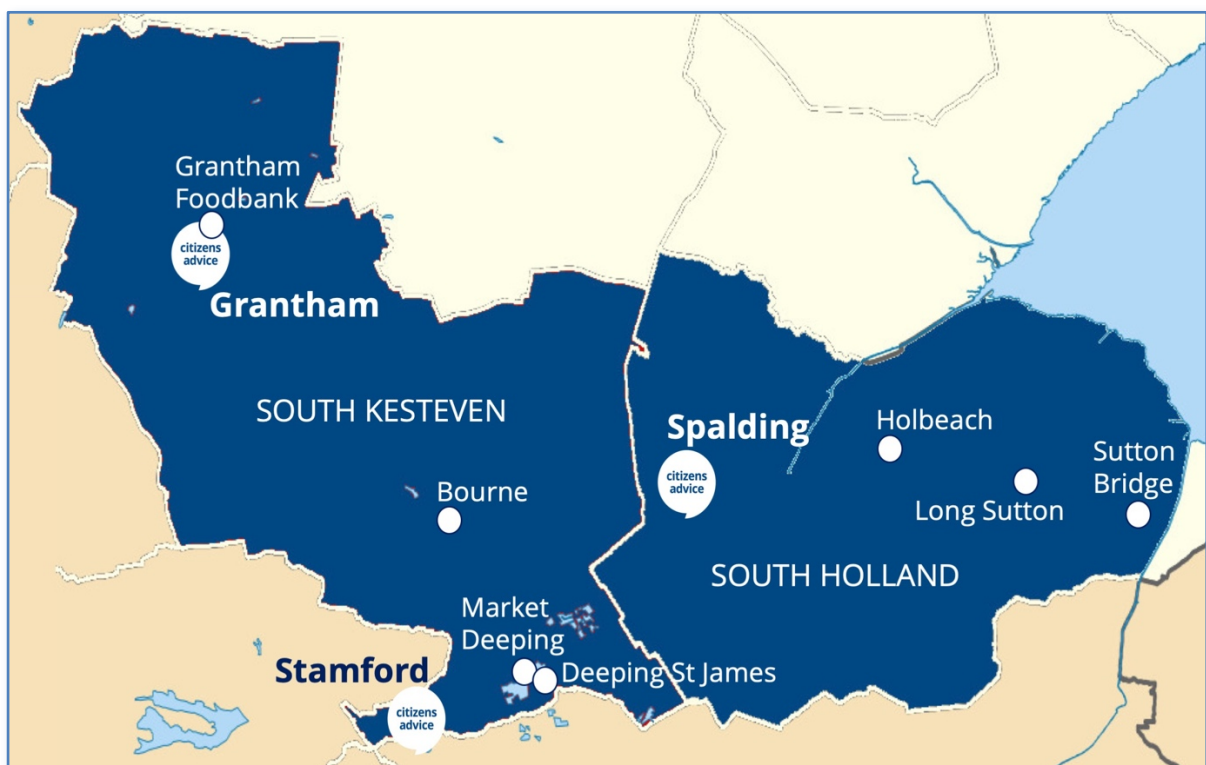 Grantham
Foodbank
citizens
advice
Grantham
SOUTH KESTEVEN
Spalding
Holbeach
Sutton
Bridge
citizens
advice
Bourne
Long Sutton
SOUTH HOLLAND
Market
Deeping
Stamford
Deeping St James
citizens
advice